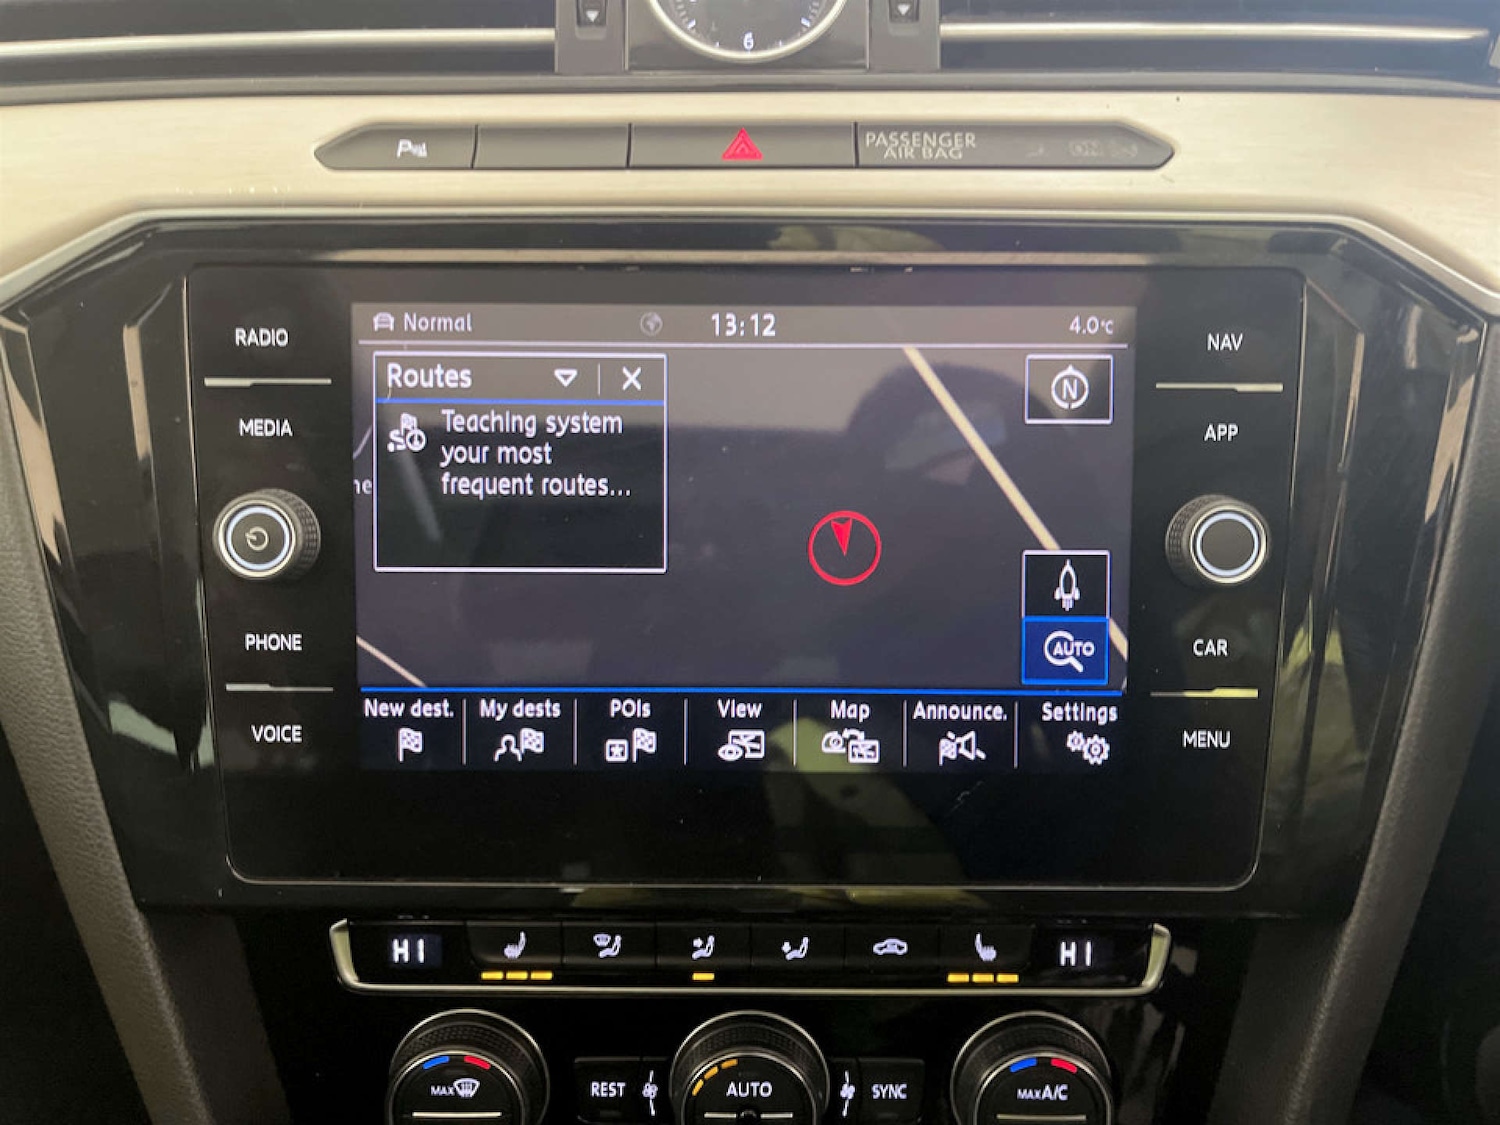 6
P
PASSENGER
AIR BAG
RADIO
MEDIA
PHONE
VOICE
Normal
13:12
4.0°C
Routes
Teaching system
your most
frequent routes...
N
AUTO
New dest.
My dests
POIs
View
Map
Announce.
Settings
NAV
APP
CAR
MENU
HI
HI
MAX
REST
AUTO
SYNC
MAX A/C